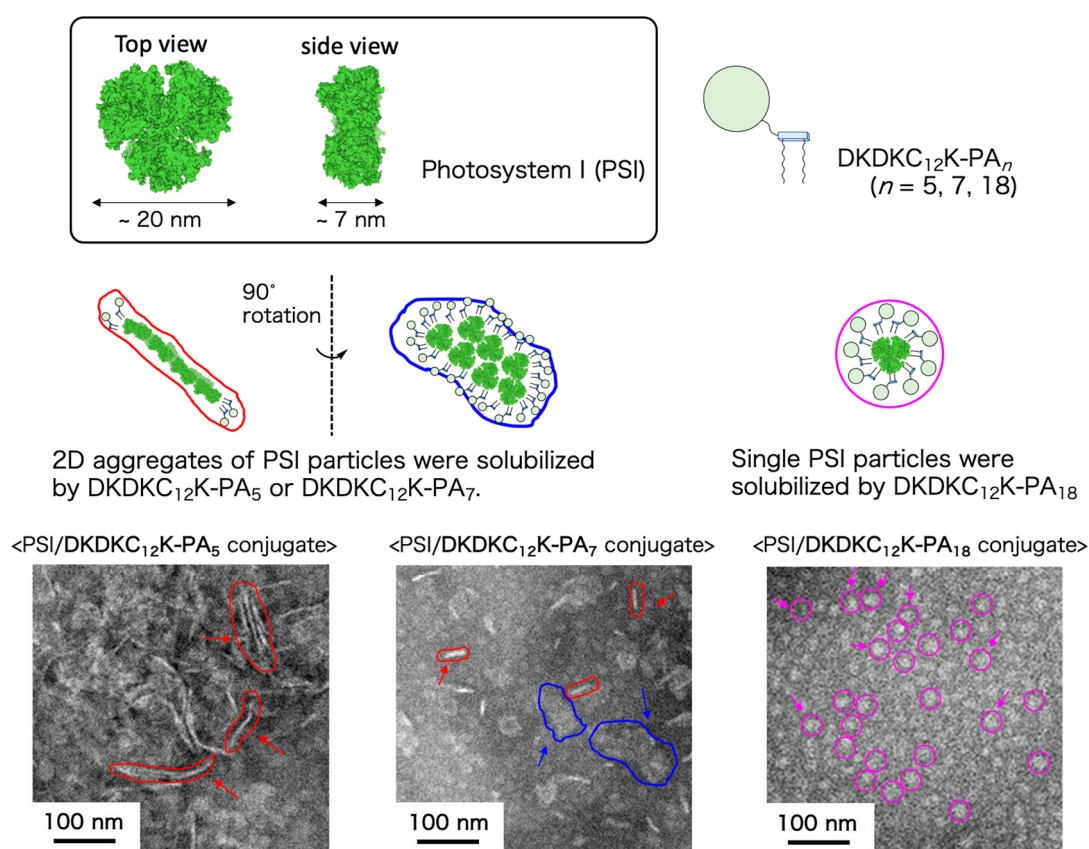 Top view
side view
Photosystem I (PSI)
~ 20 nm
~ 7 nm
DKDKC₁₂K-PAₙ
(n = 5, 7, 18)
90°
rotation
2D aggregates of PSI particles were solubilized
by DKDKC₁₂K-PA₅ or DKDKC₁₂K-PA₇.
Single PSI particles were
solubilized by DKDKC₁₂K-PA₁₈
<PSI/DKDKC₁₂K-PA₅ conjugate>
<PSI/DKDKC₁₂K-PA₇ conjugate>
<PSI/DKDKC₁₂K-PA₁₈ conjugate>
100 nm
100 nm
100 nm